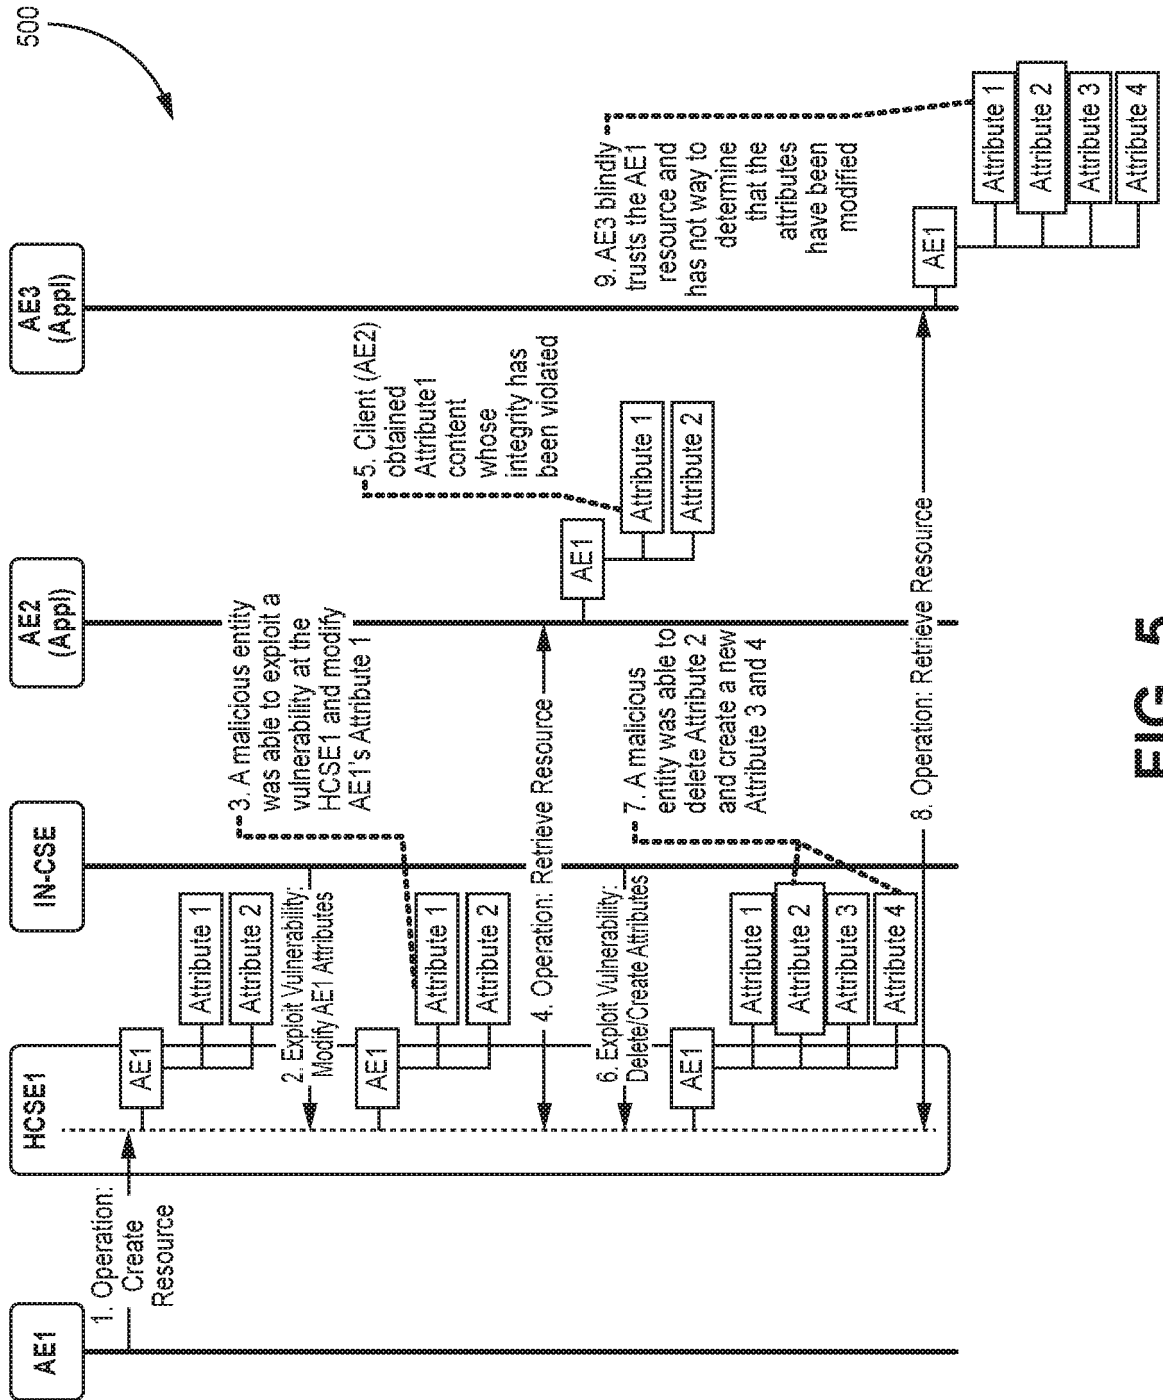 500
AE1
HCSE1
IN-CSE
AE2
(Appl)
AE3
(Appl)
1. Operation:
Create
Resource
AE1
Attribute 1
Attribute 2
2. Exploit Vulnerability:
Modify AE1 Attributes
3. A malicious entity
was able to exploit a
vulnerability at the
HCSE1 and modify
AE1's Attribute 1
AE1
Attribute 1
Attribute 2
4. Operation: Retrieve Resource
5. Client (AE2)
obtained
Attribute1
content
whose
integrity has
been violated
AE1
Attribute 1
Attribute 2
6. Exploit Vulnerability:
Delete/Create Attributes
7. A malicious
entity was able to
delete Attribute 2
and create a new
Attribute 3 and 4
AE1
Attribute 1
Attribute 2
Attribute 3
Attribute 4
8. Operation: Retrieve Resource
9. AE3 blindly
trusts the AE1
resource and
has not way to
determine
that the
attributes
have been
modified
AE1
Attribute 1
Attribute 2
Attribute 3
Attribute 4
FIG. 5